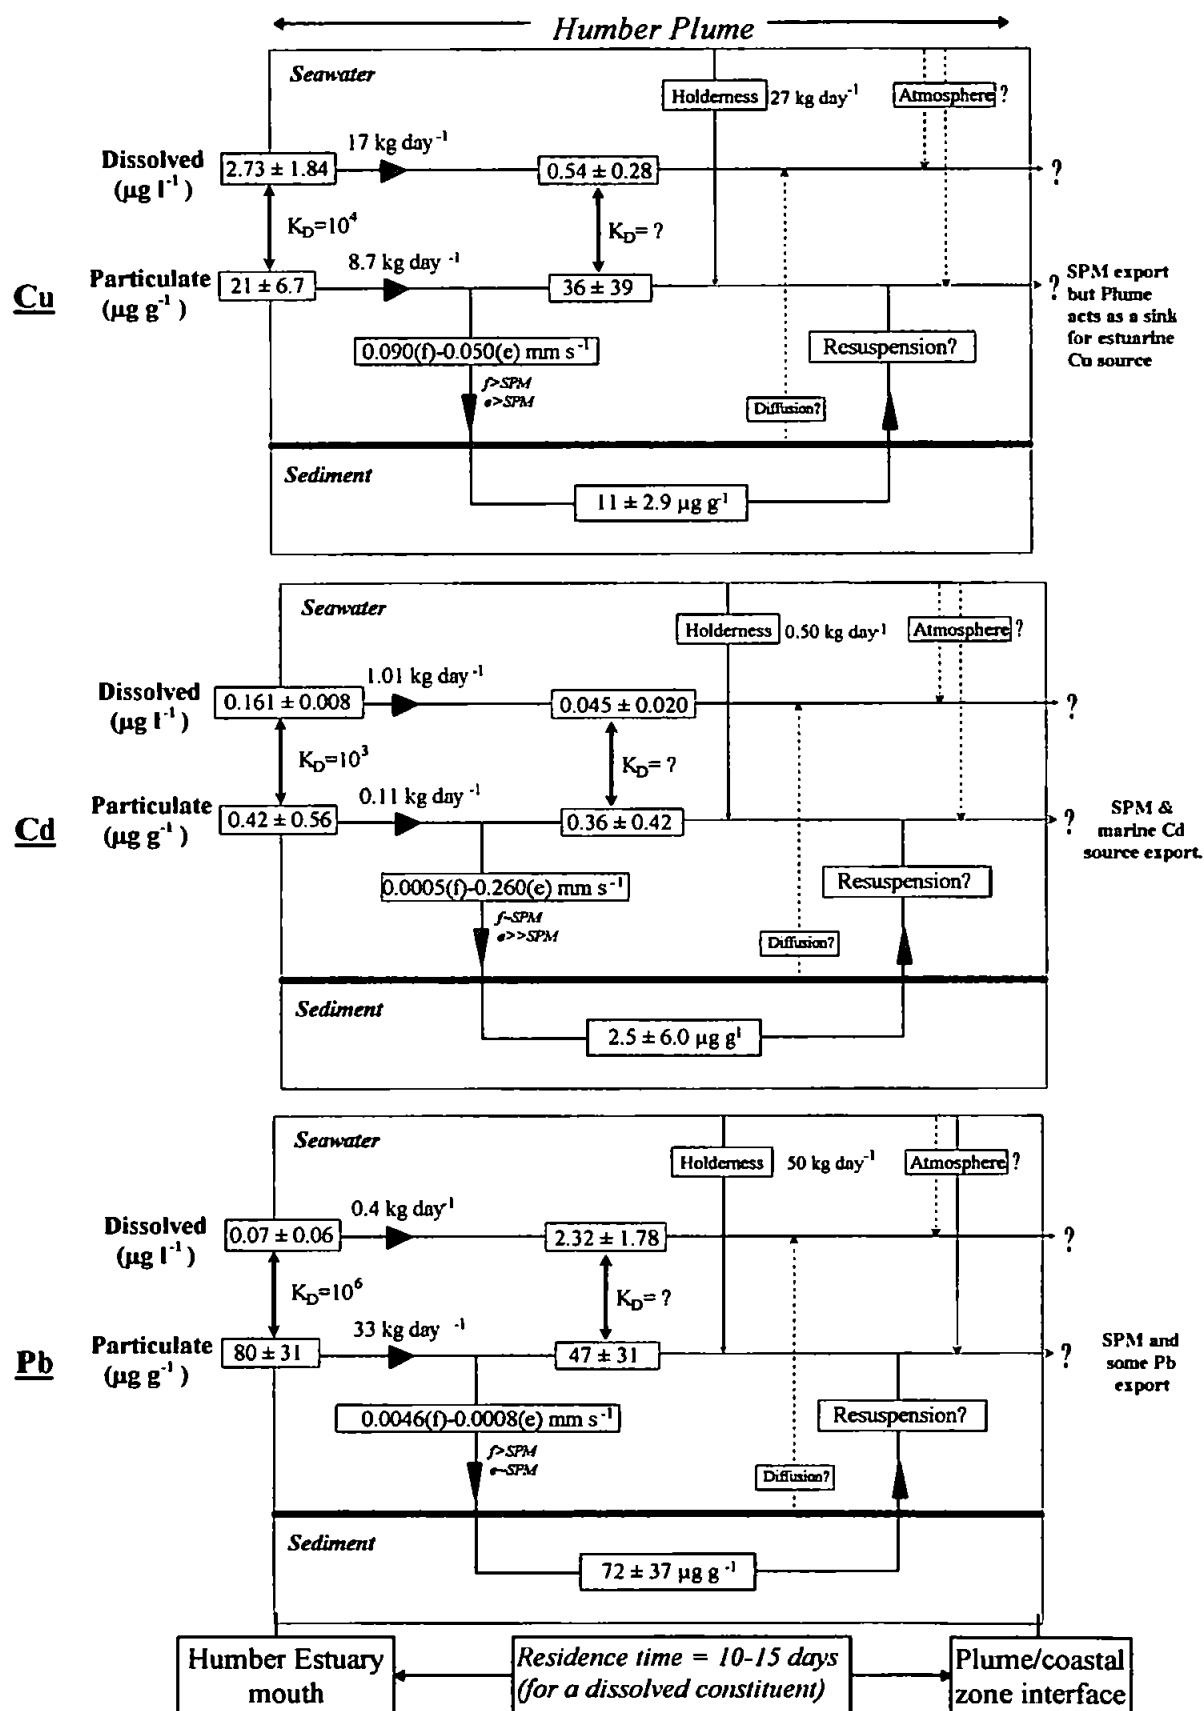 Humber Plume
Seawater
Holderness 27 kg day⁻¹
Atmosphere ?
17 kg day⁻¹
Dissolved
(µg l⁻¹)
2.73 ± 1.84
0.54 ± 0.28
?
K_D=10⁴
K_D= ?
Cu
Particulate
(µg g⁻¹)
8.7 kg day⁻¹
21 ± 6.7
36 ± 39
?
SPM export
but Plume
acts as a sink
for estuarine
Cu source
0.090(f)-0.050(e) mm s⁻¹
Resuspension?
f>SPM
e>SPM
Diffusion?
Sediment
11 ± 2.9 µg g⁻¹
Seawater
Holderness 0.50 kg day⁻¹
Atmosphere ?
1.01 kg day⁻¹
Dissolved
(µg l⁻¹)
0.161 ± 0.008
0.045 ± 0.020
?
K_D=10³
K_D= ?
Cd
Particulate
(µg g⁻¹)
0.11 kg day⁻¹
0.42 ± 0.56
0.36 ± 0.42
?
SPM &
marine Cd
source export.
0.0005(f)-0.260(e) mm s⁻¹
Resuspension?
f~SPM
e>>SPM
Diffusion?
Sediment
2.5 ± 6.0 µg g¹
Seawater
Holderness 50 kg day⁻¹
Atmosphere ?
0.4 kg day⁻¹
Dissolved
(µg l⁻¹)
0.07 ± 0.06
2.32 ± 1.78
?
K_D=10⁶
K_D= ?
Pb
Particulate
(µg g⁻¹)
33 kg day⁻¹
80 ± 31
47 ± 31
?
SPM and
some Pb
export
0.0046(f)-0.0008(e) mm s⁻¹
Resuspension?
f>SPM
e~SPM
Diffusion?
Sediment
72 ± 37 µg g⁻¹
Humber Estuary
mouth
Residence time = 10-15 days
(for a dissolved constituent)
Plume/coastal
zone interface